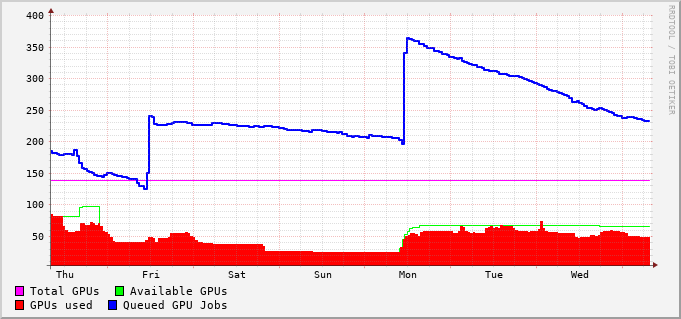 400
350
300
250
200
150
100
50
Thu Fri Sat Sun Mon Tue Wed
Total GPUs Available GPUs
GPUs used Queued GPU Jobs
RRDTOOL / TOBI OETIKER